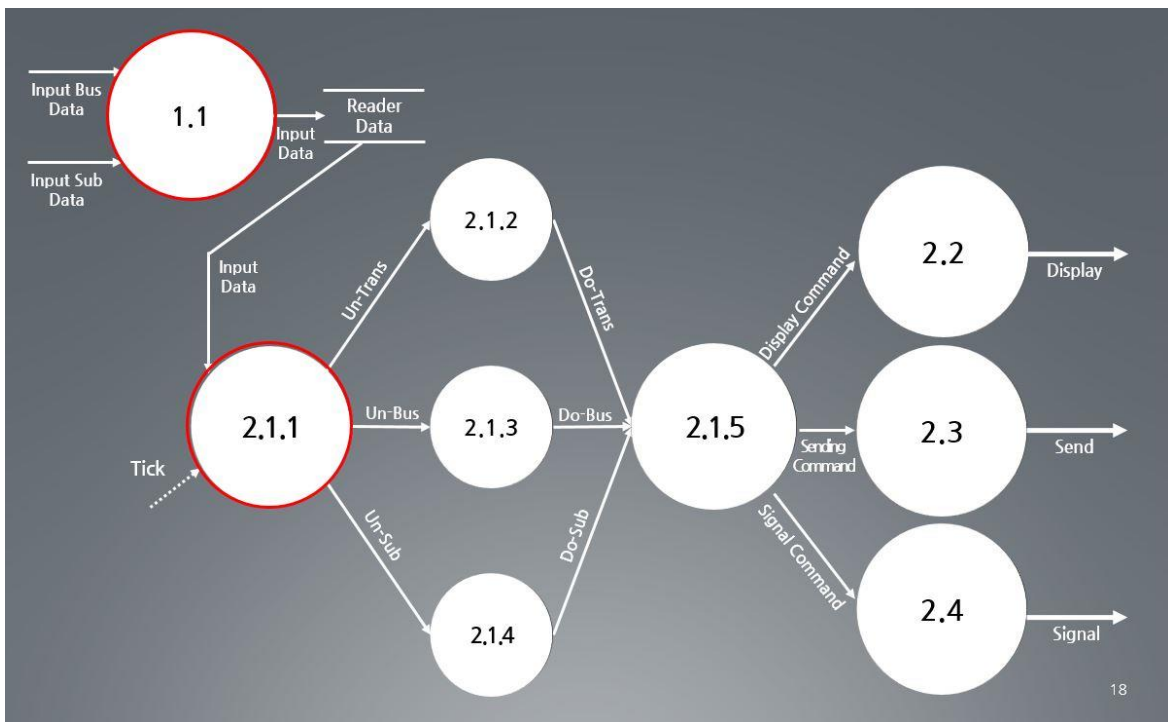 Input Bus
Data
Input Sub
Data
1.1
Input
Data
Reader
Data
Input
Data
Tick
2.1.1
Un-Trans
Un-Bus
Un-Sub
2.1.2
2.1.3
2.1.4
Do-Trans
Do-Bus
Do-Sub
2.1.5
Display Command
Sending
Command
Signal Command
2.2
Display
2.3
Send
2.4
Signal
18